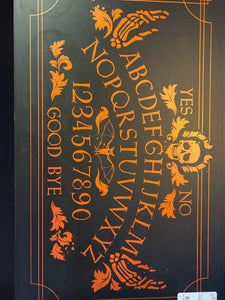 YES NO
ABCDEFGHIJKLM
NOPQRSTUVWXYZ
1234567890
GOOD BYE